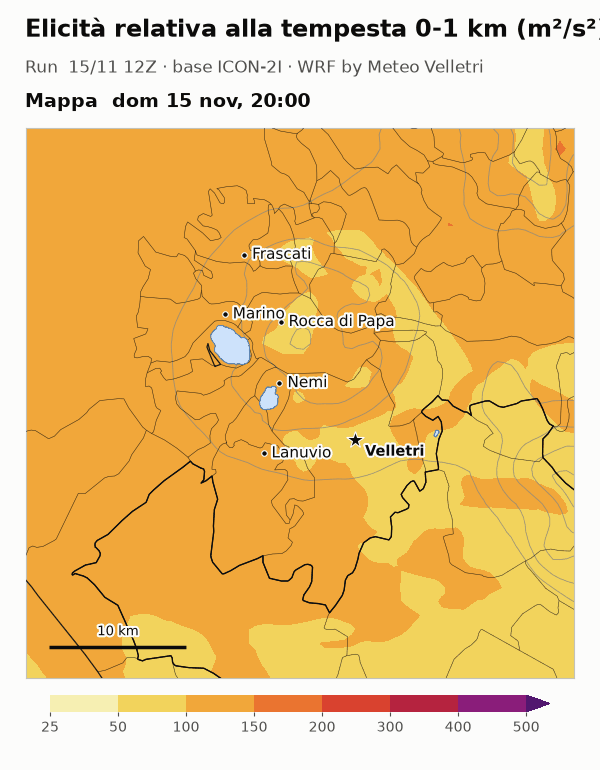 Elicità relativa alla tempesta 0-1 km (m²/s²)
Run 15/11 12Z · base ICON-2I · WRF by Meteo Velletri
Mappa dom 15 nov, 20:00
Frascati
Marino
Rocca di Papa
Nemi
Lanuvio
Velletri
10 km
25 50 100 150 200 300 400 500